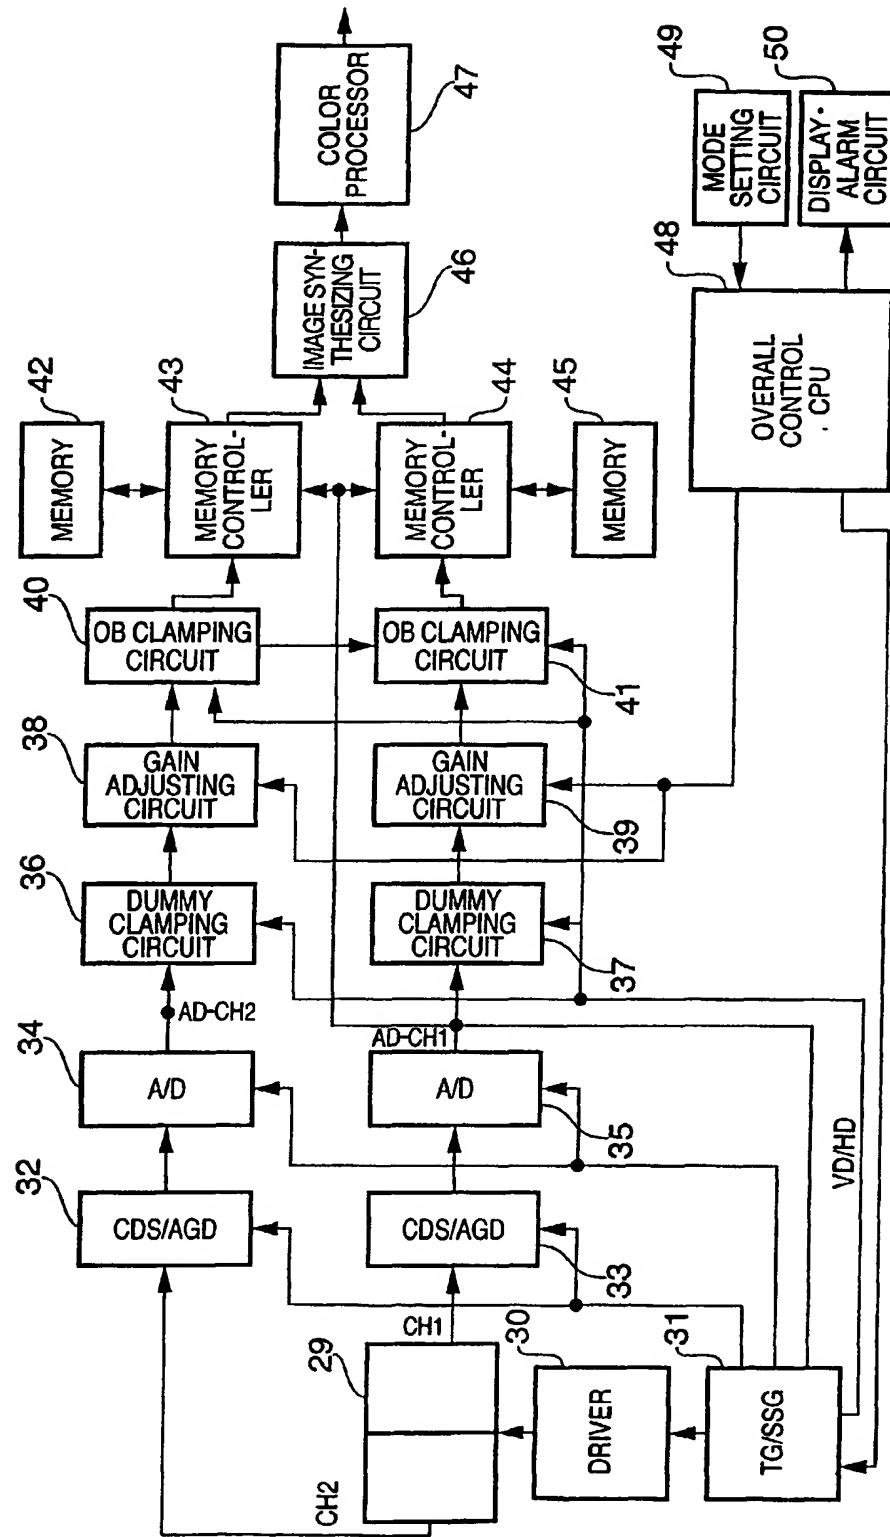 CH2
29
CH1
DRIVER
30
TG/SSG
31
VD/HD
32
CDS/AGD
CDS/AGD
33
34
A/D
A/D
35
AD-CH2
AD-CH1
36
DUMMY
CLAMPING
CIRCUIT
DUMMY
CLAMPING
CIRCUIT
37
38
GAIN
ADJUSTING
CIRCUIT
GAIN
ADJUSTING
CIRCUIT
39
40
OB CLAMPING
CIRCUIT
OB CLAMPING
CIRCUIT
41
42
MEMORY
43
MEMORY
CONTROL-
LER
44
MEMORY
CONTROL-
LER
45
MEMORY
IMAGE SYN-
THESIZING
CIRCUIT
46
COLOR
PROCESSOR
47
OVERALL
CONTROL
. CPU
48
MODE
SETTING
CIRCUIT
49
DISPLAY·
ALARM
CIRCUIT
50